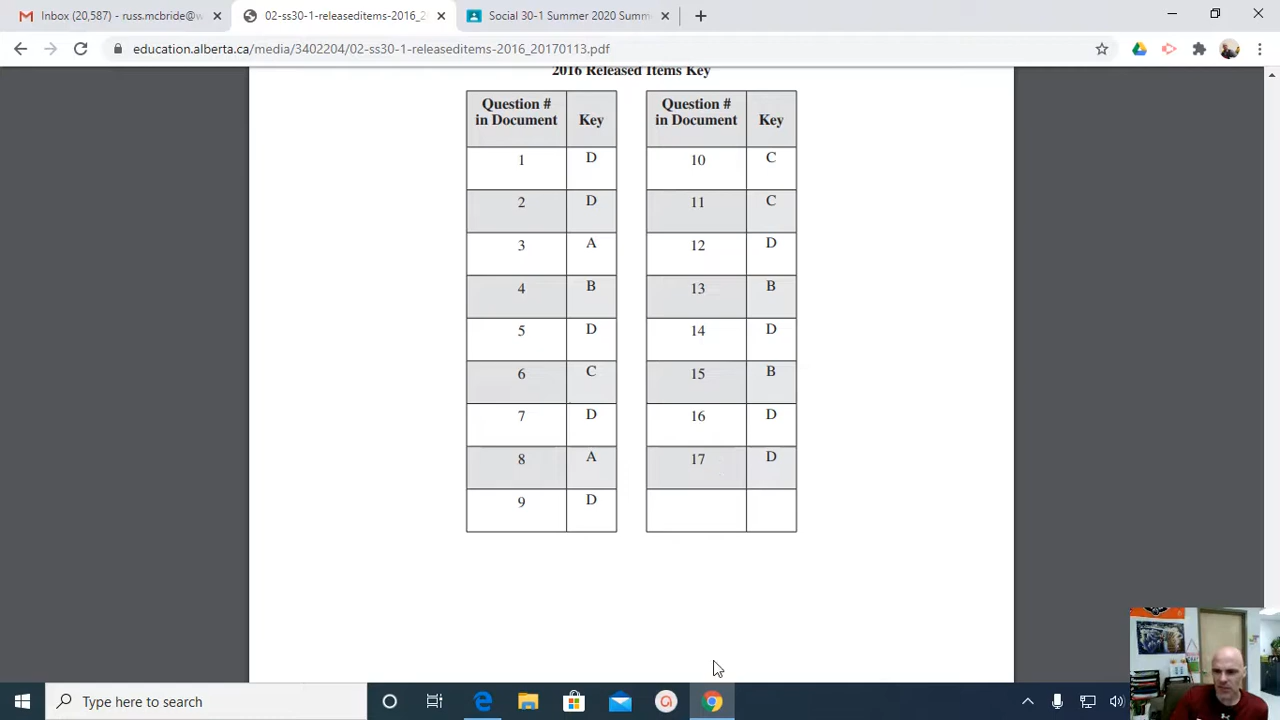 Inbox (20,587) - russ.mcbride@w
02-ss30-1-releaseditems-2016_2
Social 30-1 Summer 2020 Summ
education.alberta.ca/media/3402204/02-ss30-1-releaseditems-2016_20170113.pdf
2016 Released Items Key
Question #
in Document
Key
1 D
2 D
3 A
4 B
5 D
6 C
7 D
8 A
9 D
Question #
in Document
Key
10 C
11 C
12 D
13 B
14 D
15 B
16 D
17 D
Type here to search